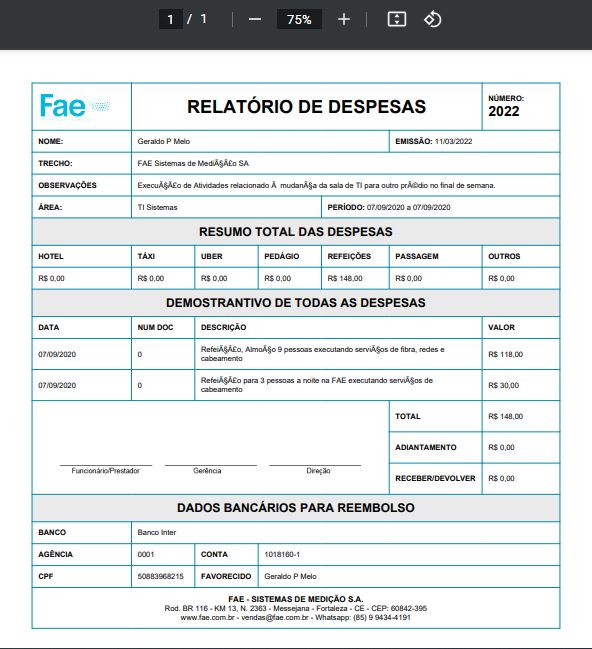 1 / 1 75%
Fae
RELATÓRIO DE DESPESAS
NÚMERO:
2022
NOME: Geraldo P Melo EMISSÃO: 11/03/2022
TRECHO: FAE Sistemas de MediÃ§Ã£o SA
OBSERVAÇÕES ExecuÃ§Ã£o de Atividades relacionado Ã  mudanÃ§a da sala de TI para outro prÃ©dio no final de semana.
ÁREA: TI Sistemas PERÍODO: 07/09/2020 a 07/09/2020
RESUMO TOTAL DAS DESPESAS
HOTEL TÁXI UBER PEDÁGIO REFEIÇÕES PASSAGEM OUTROS
R$ 0,00 R$ 0,00 R$ 0,00 R$ 0,00 R$ 148,00 R$ 0,00 R$ 0,00
DEMOSTRANTIVO DE TODAS AS DESPESAS
DATA NUM DOC DESCRIÇÃO VALOR
07/09/2020 0 RefeiÃ§Ã£o, AlmoÃ§o 9 pessoas executando serviÃ§os de fibra, redes e
cabeamento R$ 118,00
07/09/2020 0 RefeiÃ§Ã£o para 3 pessoas a noite na FAE executando serviÃ§os de
cabeamento R$ 30,00
TOTAL R$ 148,00
ADIANTAMENTO R$ 0,00
RECEBER/DEVOLVER R$ 0,00
Funcionário/Prestador Gerência Direção
DADOS BANCÁRIOS PARA REEMBOLSO
BANCO Banco Inter
AGÊNCIA 0001 CONTA 1018160-1
CPF 50883968215 FAVORECIDO Geraldo P Melo
FAE - SISTEMAS DE MEDIÇÃO S.A.
Rod. BR 116 - KM 13, N. 2363 - Messejana - Fortaleza - CE - CEP: 60842-395
www.fae.com.br - vendas@fae.com.br - Whatsapp: (85) 9 9434-4191